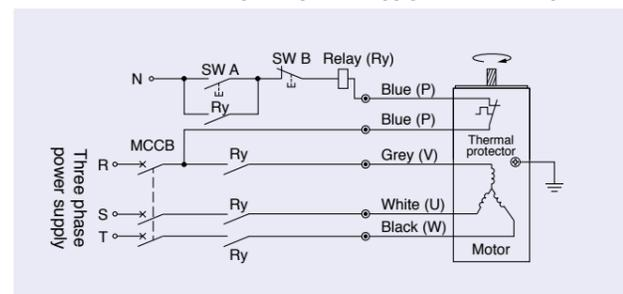 SW B
Relay (Ry)
SW A
N
Ry
Blue (P)
Blue (P)
Thermal
protector
MCCB
Ry
Grey (V)
R
Three phase
power supply
Ry
White (U)
S
Black (W)
T
Ry
Motor